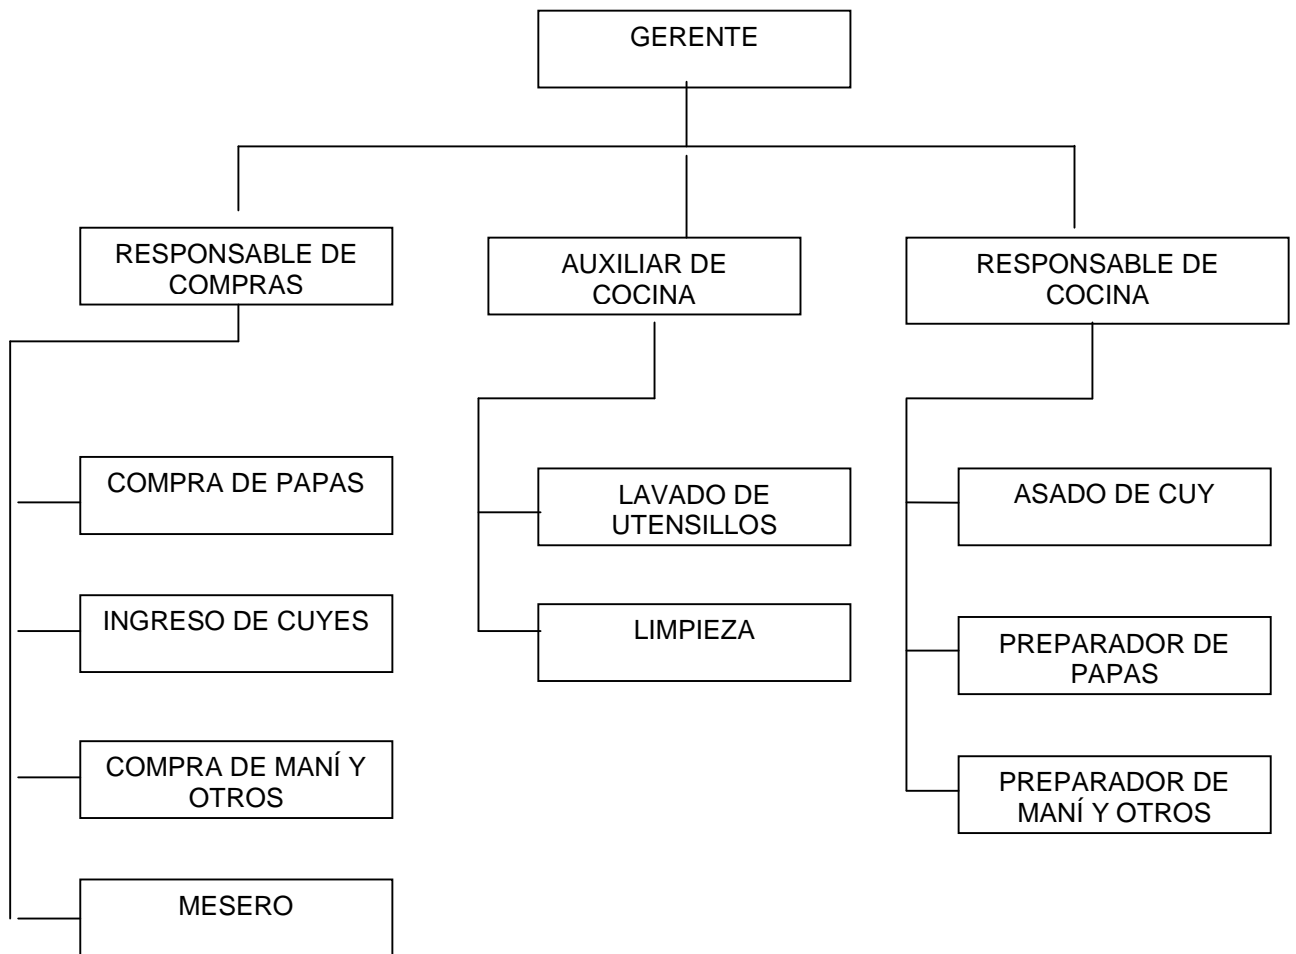 GERENTE
RESPONSABLE DE
COMPRAS
AUXILIAR DE
COCINA
RESPONSABLE DE
COCINA
COMPRA DE PAPAS
INGRESO DE CUYES
COMPRA DE MANÍ Y
OTROS
MESERO
LAVADO DE
UTENSILLOS
LIMPIEZA
ASADO DE CUY
PREPARADOR DE
PAPAS
PREPARADOR DE
MANÍ Y OTROS